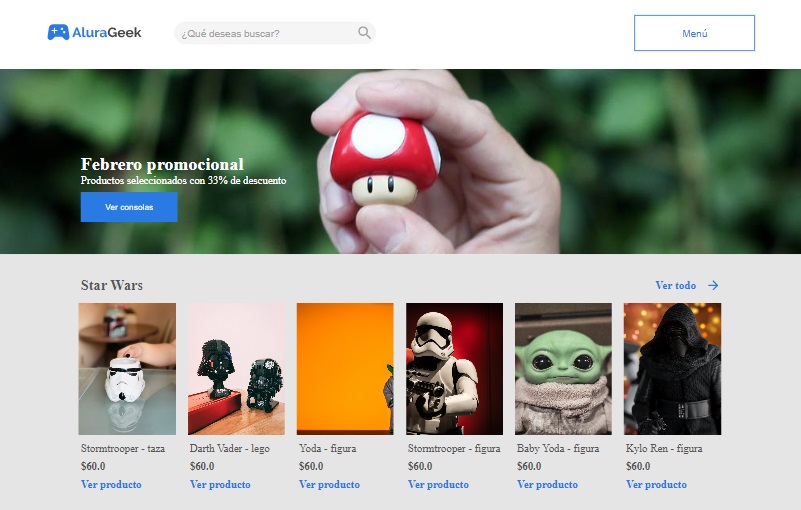 AluraGeek
¿Qué deseas buscar?
Menú
Febrero promocional
Productos seleccionados con 33% de descuento
Ver consolas
Star Wars
Ver todo
Stormtrooper - taza
$60.0
Ver producto
Darth Vader - lego
$60.0
Ver producto
Yoda - figura
$60.0
Ver producto
Stormtrooper - figura
$60.0
Ver producto
Baby Yoda - figura
$60.0
Ver producto
Kylo Ren - figura
$60.0
Ver producto